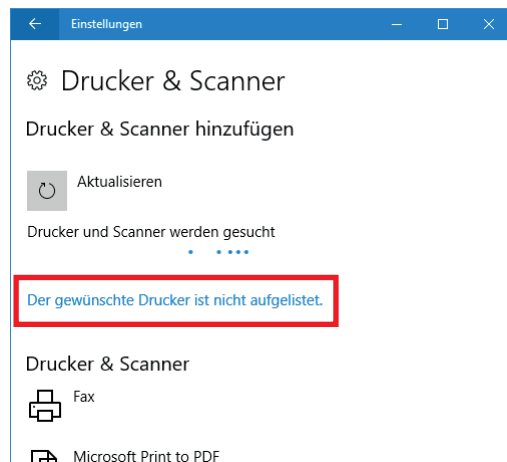 Einstellungen
Drucker & Scanner
Drucker & Scanner hinzufügen
Aktualisieren
Drucker und Scanner werden gesucht
Der gewünschte Drucker ist nicht aufgelistet.
Drucker & Scanner
Fax
Microsoft Print to PDF